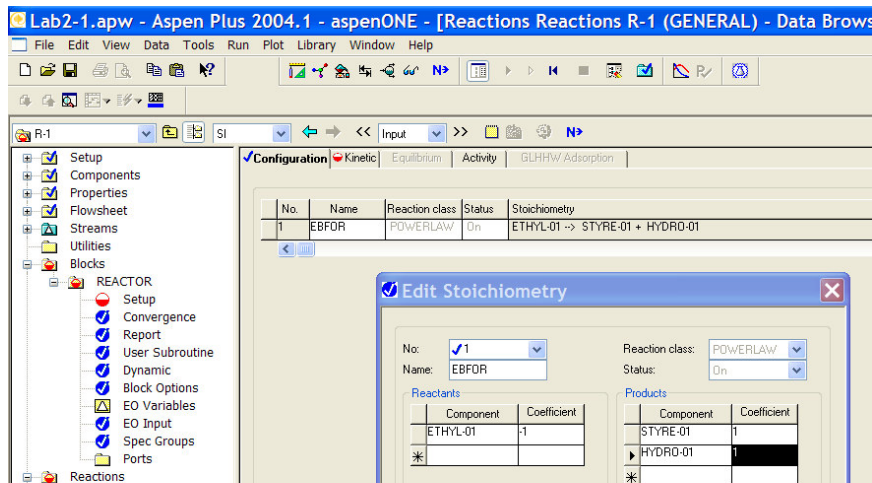 Lab2-1.apw - Aspen Plus 2004.1 - aspenONE - [Reactions Reactions R-1 (GENERAL) - Data Brows
File Edit View Data Tools Run Plot Library Window Help
N>
R-1 SI << Input >> N>
Setup
Components
Properties
Flowsheet
Streams
Utilities
Blocks
REACTOR
Setup
Convergence
Report
User Subroutine
Dynamic
Block Options
EO Variables
EO Input
Spec Groups
Ports
Reactions
Configuration Kinetic Equilibrium Activity GLHHW Adsorption
No. Name Reaction class Status Stoichiometry
1 EBFOR POWERLAW On ETHYL-01 --> STYRE-01 + HYDRO-01
Edit Stoichiometry
No: 1 Reaction class: POWERLAW
Name: EBFOR Status: On
Reactants Products
Component Coefficient Component Coefficient
ETHYL-01 -1 STYRE-01 1
HYDRO-01 1